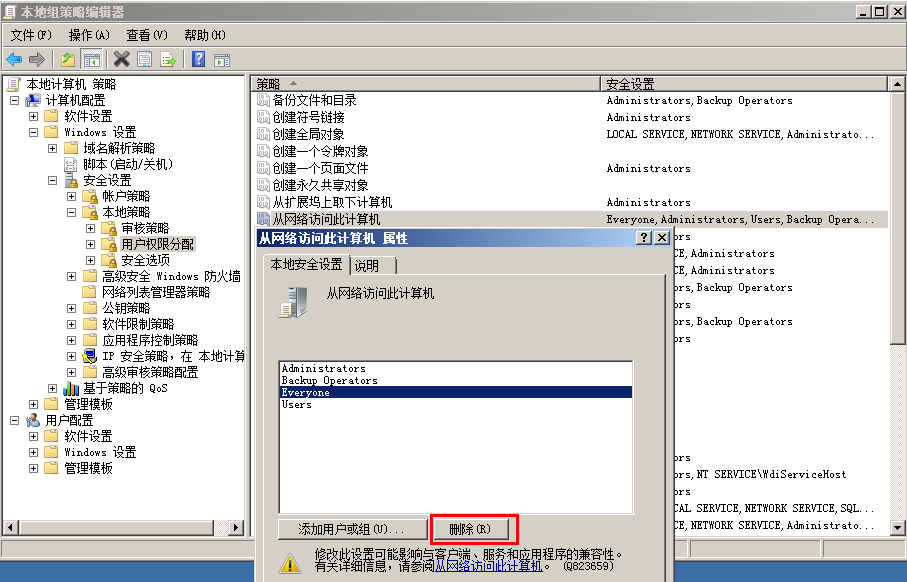 本地组策略编辑器
文件(F) 操作(A) 查看(V) 帮助(H)
本地计算机 策略
计算机配置
软件设置
Windows 设置
域名解析策略
脚本(启动/关机)
安全设置
帐户策略
本地策略
审核策略
用户权限分配
安全选项
高级安全 Windows 防火墙
网络列表管理器策略
公钥策略
软件限制策略
应用程序控制策略
IP 安全策略，在 本地计算
高级审核策略配置
基于策略的 QoS
管理模板
用户配置
软件设置
Windows 设置
管理模板
策略 安全设置
备份文件和目录 Administrators,Backup Operators
创建符号链接 Administrators
创建全局对象 LOCAL SERVICE,NETWORK SERVICE,Administrato...
创建一个令牌对象
创建一个页面文件 Administrators
创建永久共享对象
从扩展坞上取下计算机 Administrators
从网络访问此计算机 Everyone,Administrators,Users,Backup Opera...
ors
CE,Administrators
CE,Administrators
ors,Backup Operators
ors
ors,Backup Operators
ors
ors
ors,NT SERVICE\WdiServiceHost
ors
CAL SERVICE,NETWORK SERVICE,SQL...
CE,NETWORK SERVICE,Administrato...
从网络访问此计算机 属性
本地安全设置 说明
从网络访问此计算机
Administrators
Backup Operators
Everyone
Users
添加用户或组(U)... 删除(R)
修改此设置可能影响与客户端、服务和应用程序的兼容性。
有关详细信息，请参阅从网络访问此计算机。 (Q823659)